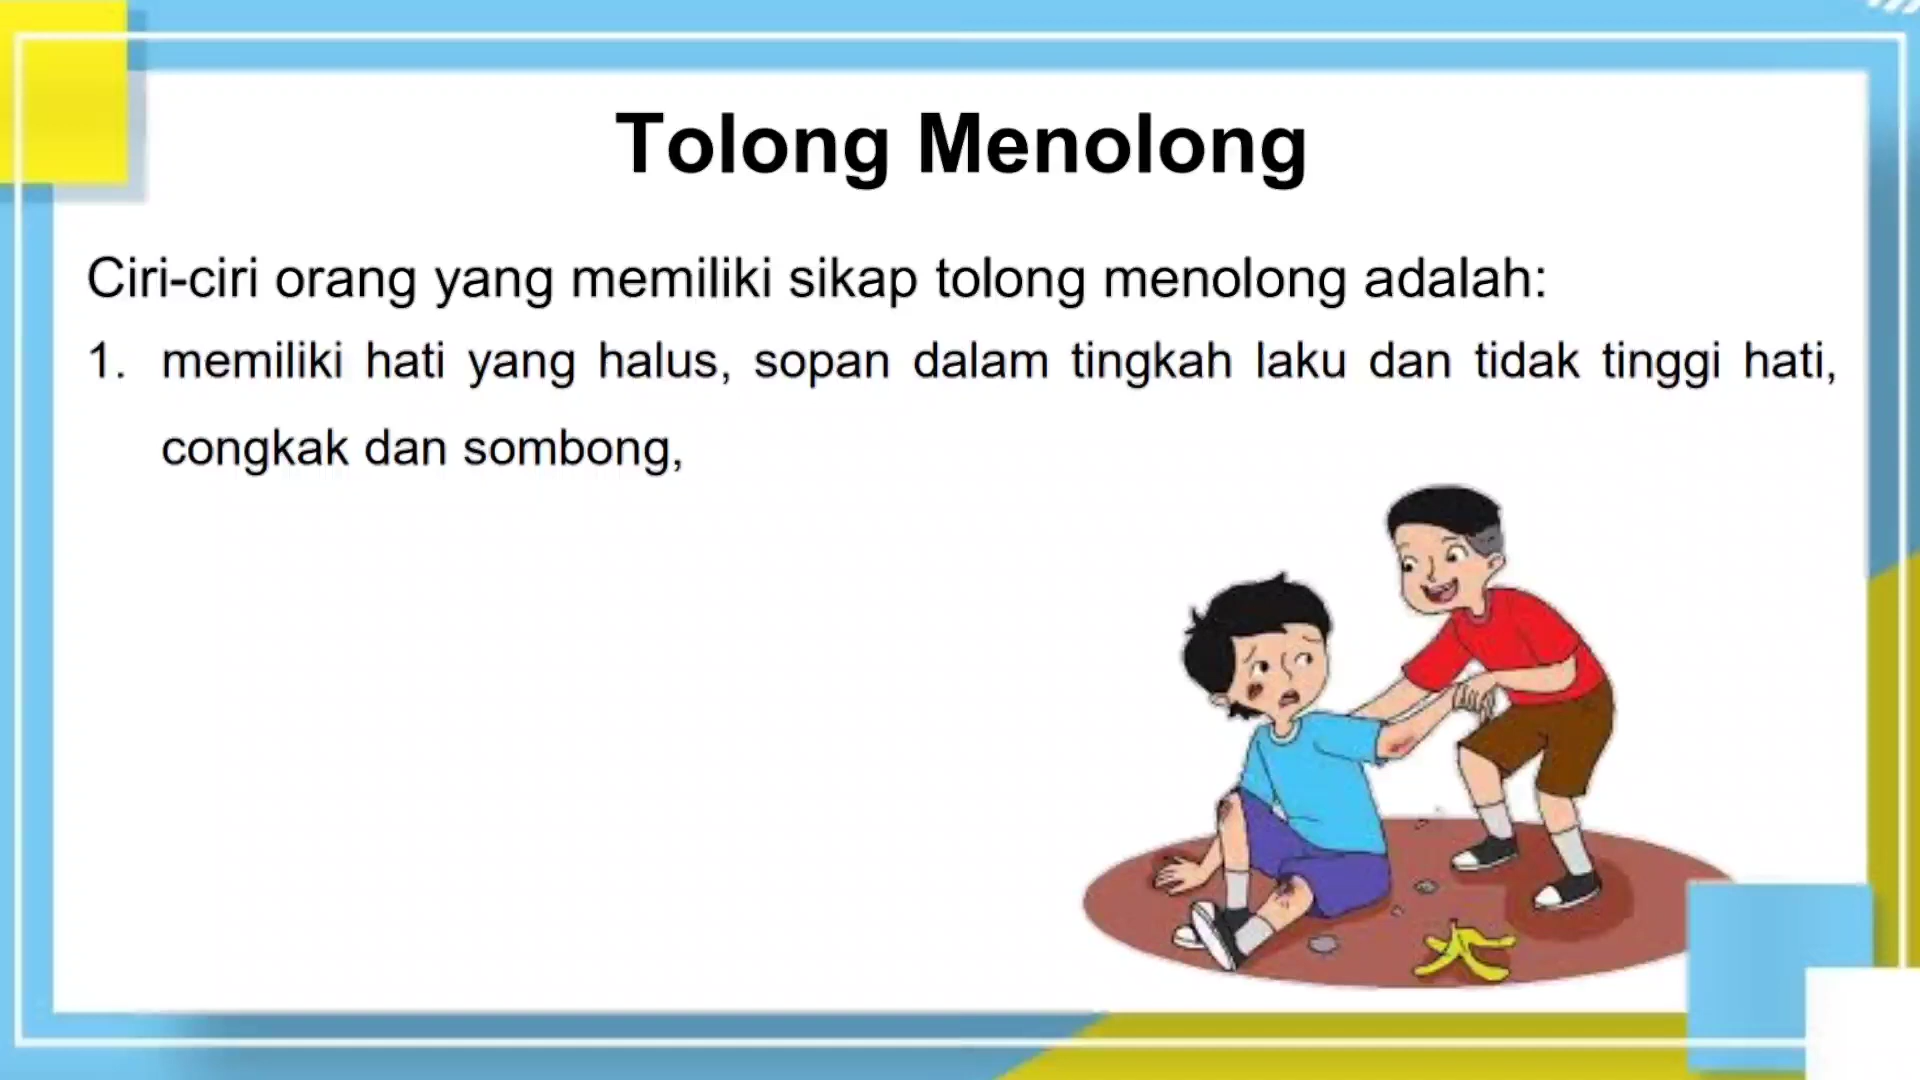 Tolong Menolong
Ciri-ciri orang yang memiliki sikap tolong menolong adalah:
1. memiliki hati yang halus, sopan dalam tingkah laku dan tidak tinggi hati,
congkak dan sombong,